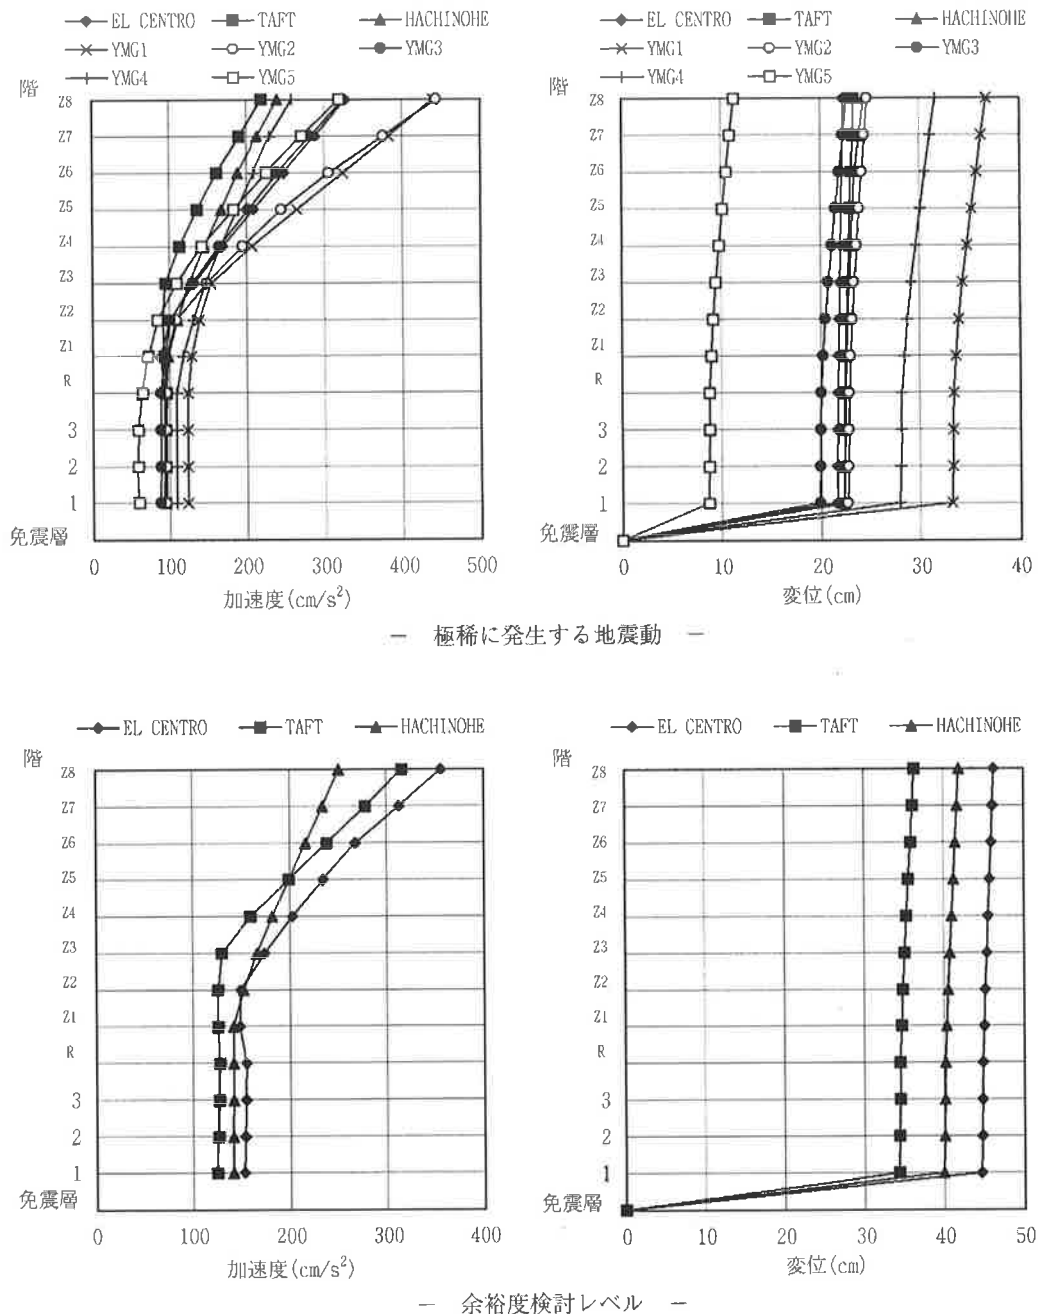 EL CENTRO TAFT HACHINOHE
YMG1 YMG2 YMG3
YMG4 YMG5
階
Z8
Z7
Z6
Z5
Z4
Z3
Z2
Z1
R
3
2
1
免震層
0 100 200 300 400 500
加速度(cm/s²)
EL CENTRO TAFT HACHINOHE
YMG1 YMG2 YMG3
YMG4 YMG5
階
Z8
Z7
Z6
Z5
Z4
Z3
Z2
Z1
R
3
2
1
免震層
0 10 20 30 40
変位(cm)
— 極稀に発生する地震動 —
EL CENTRO TAFT HACHINOHE
階
Z8
Z7
Z6
Z5
Z4
Z3
Z2
Z1
R
3
2
1
免震層
0 100 200 300 400
加速度(cm/s²)
EL CENTRO TAFT HACHINOHE
階
Z8
Z7
Z6
Z5
Z4
Z3
Z2
Z1
R
3
2
1
免震層
0 10 20 30 40 50
変位(cm)
— 余裕度検討レベル —